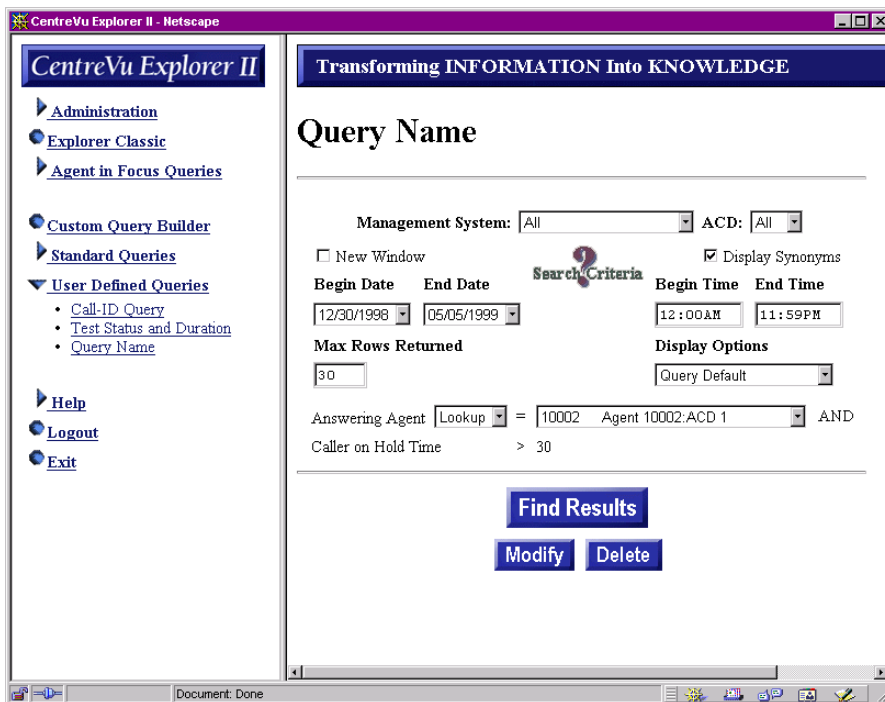 CentreVu Explorer II - Netscape
CentreVu Explorer II
Administration
Explorer Classic
Agent in Focus Queries
Custom Query Builder
Standard Queries
User Defined Queries
• Call-ID Query
• Test Status and Duration
• Query Name
Help
Logout
Exit
Transforming INFORMATION Into KNOWLEDGE
Query Name
Management System: All ACD: All
New Window Search Criteria Display Synonyms
Begin Date End Date Begin Time End Time
12/30/1998 05/05/1999 12:00AM 11:59PM
Max Rows Returned Display Options
30 Query Default
Answering Agent Lookup = 10002 Agent 10002:ACD 1 AND
Caller on Hold Time > 30
Find Results
Modify Delete
Document: Done